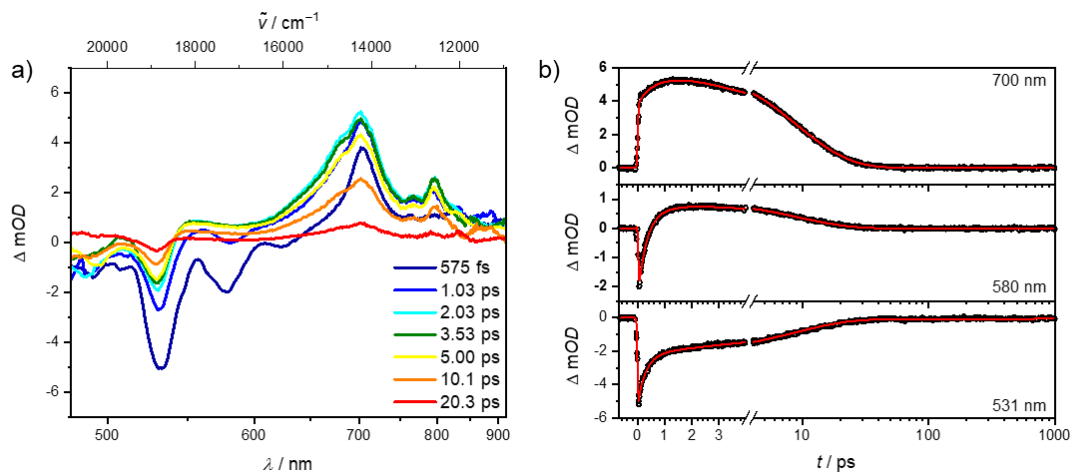 ṽ / cm⁻¹
20000 18000 16000 14000 12000
a)
6
4
2
0
-2
-4
-6
Δ mOD
575 fs
1.03 ps
2.03 ps
3.53 ps
5.00 ps
10.1 ps
20.3 ps
500 600 700 800 900
λ / nm
b)
6
4
2
0
Δ mOD
700 nm
1
0
-1
-2
Δ mOD
580 nm
0
-2
-4
-6
Δ mOD
531 nm
0 1 2 3 10 100 1000
t / ps